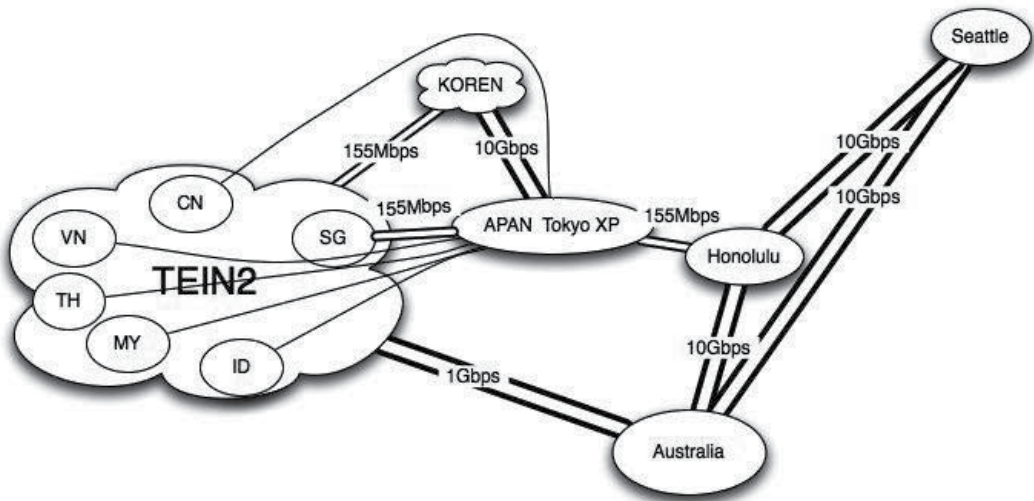 Seattle
KOREN
155Mbps
10Gbps
10Gbps
10Gbps
CN
155Mbps
APAN Tokyo XP
155Mbps
VN
SG
Honolulu
TEIN2
TH
MY
ID
10Gbps
1Gbps
Australia